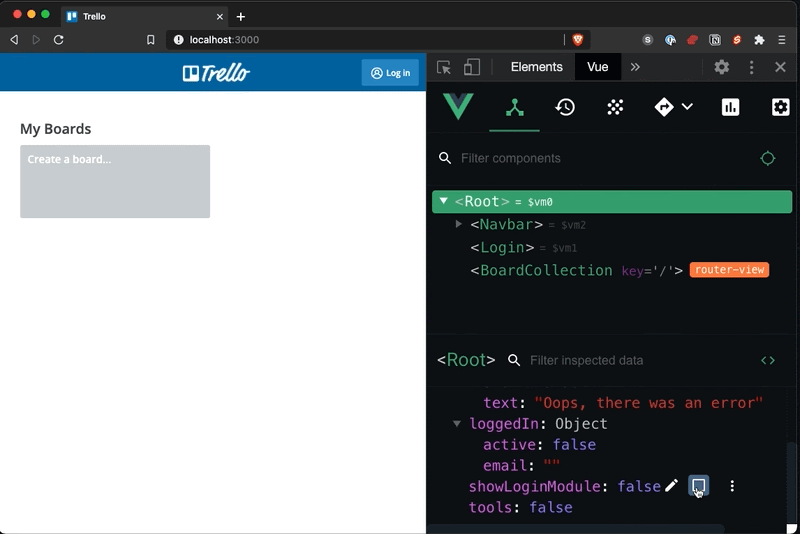 Trello
localhost:3000
Trello
Log in
My Boards
Create a board...
Elements
Vue
Filter components
<Root> = $vm0
<Navbar> = $vm2
<Login> = $vm1
<BoardCollection key='/'> router-view
<Root>
Filter inspected data
text: "Oops, there was an error"
loggedIn: Object
active: false
email: ""
showLoginModule: false
tools: false